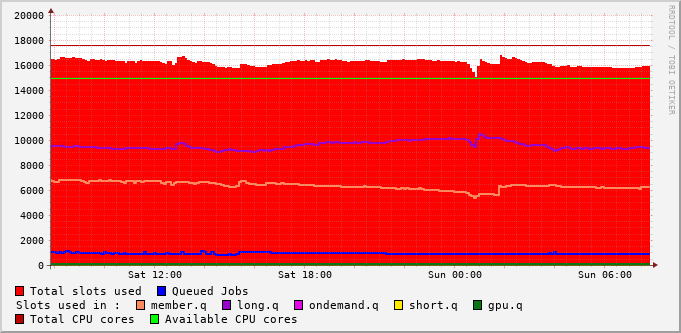 20000
18000
16000
14000
12000
10000
8000
6000
4000
2000
0
Sat 12:00 Sat 18:00 Sun 00:00 Sun 06:00
RRDTOOL / TOBI OETIKER
Total slots used Queued Jobs
Slots used in : member.q long.q ondemand.q short.q gpu.q
Total CPU cores Available CPU cores